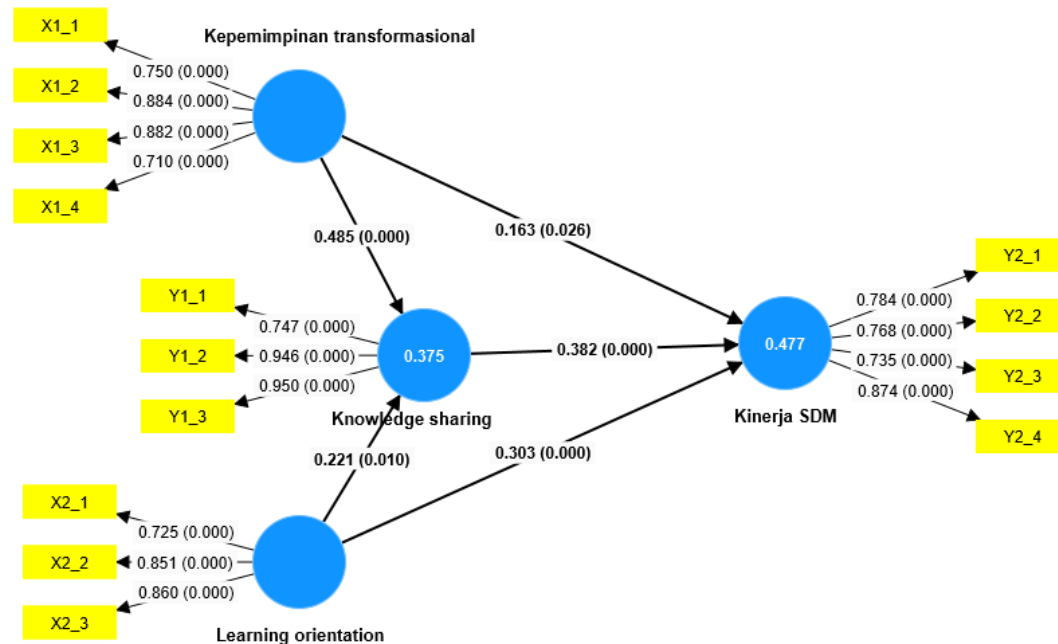 X1_1
Kepemimpinan transformasional
0.750 (0.000)
X1_2
0.884 (0.000)
X1_3
0.882 (0.000)
0.710 (0.000)
X1_4
0.485 (0.000)
0.163 (0.026)
Y1_1
0.747 (0.000)
Y1_2
0.946 (0.000)
0.375
0.950 (0.000)
Y1_3
Knowledge sharing
0.382 (0.000)
0.477
Kinerja SDM
Y2_1
0.784 (0.000)
Y2_2
0.768 (0.000)
0.735 (0.000)
Y2_3
0.874 (0.000)
Y2_4
0.221 (0.010)
0.303 (0.000)
X2_1
0.725 (0.000)
X2_2
0.851 (0.000)
0.860 (0.000)
X2_3
Learning orientation